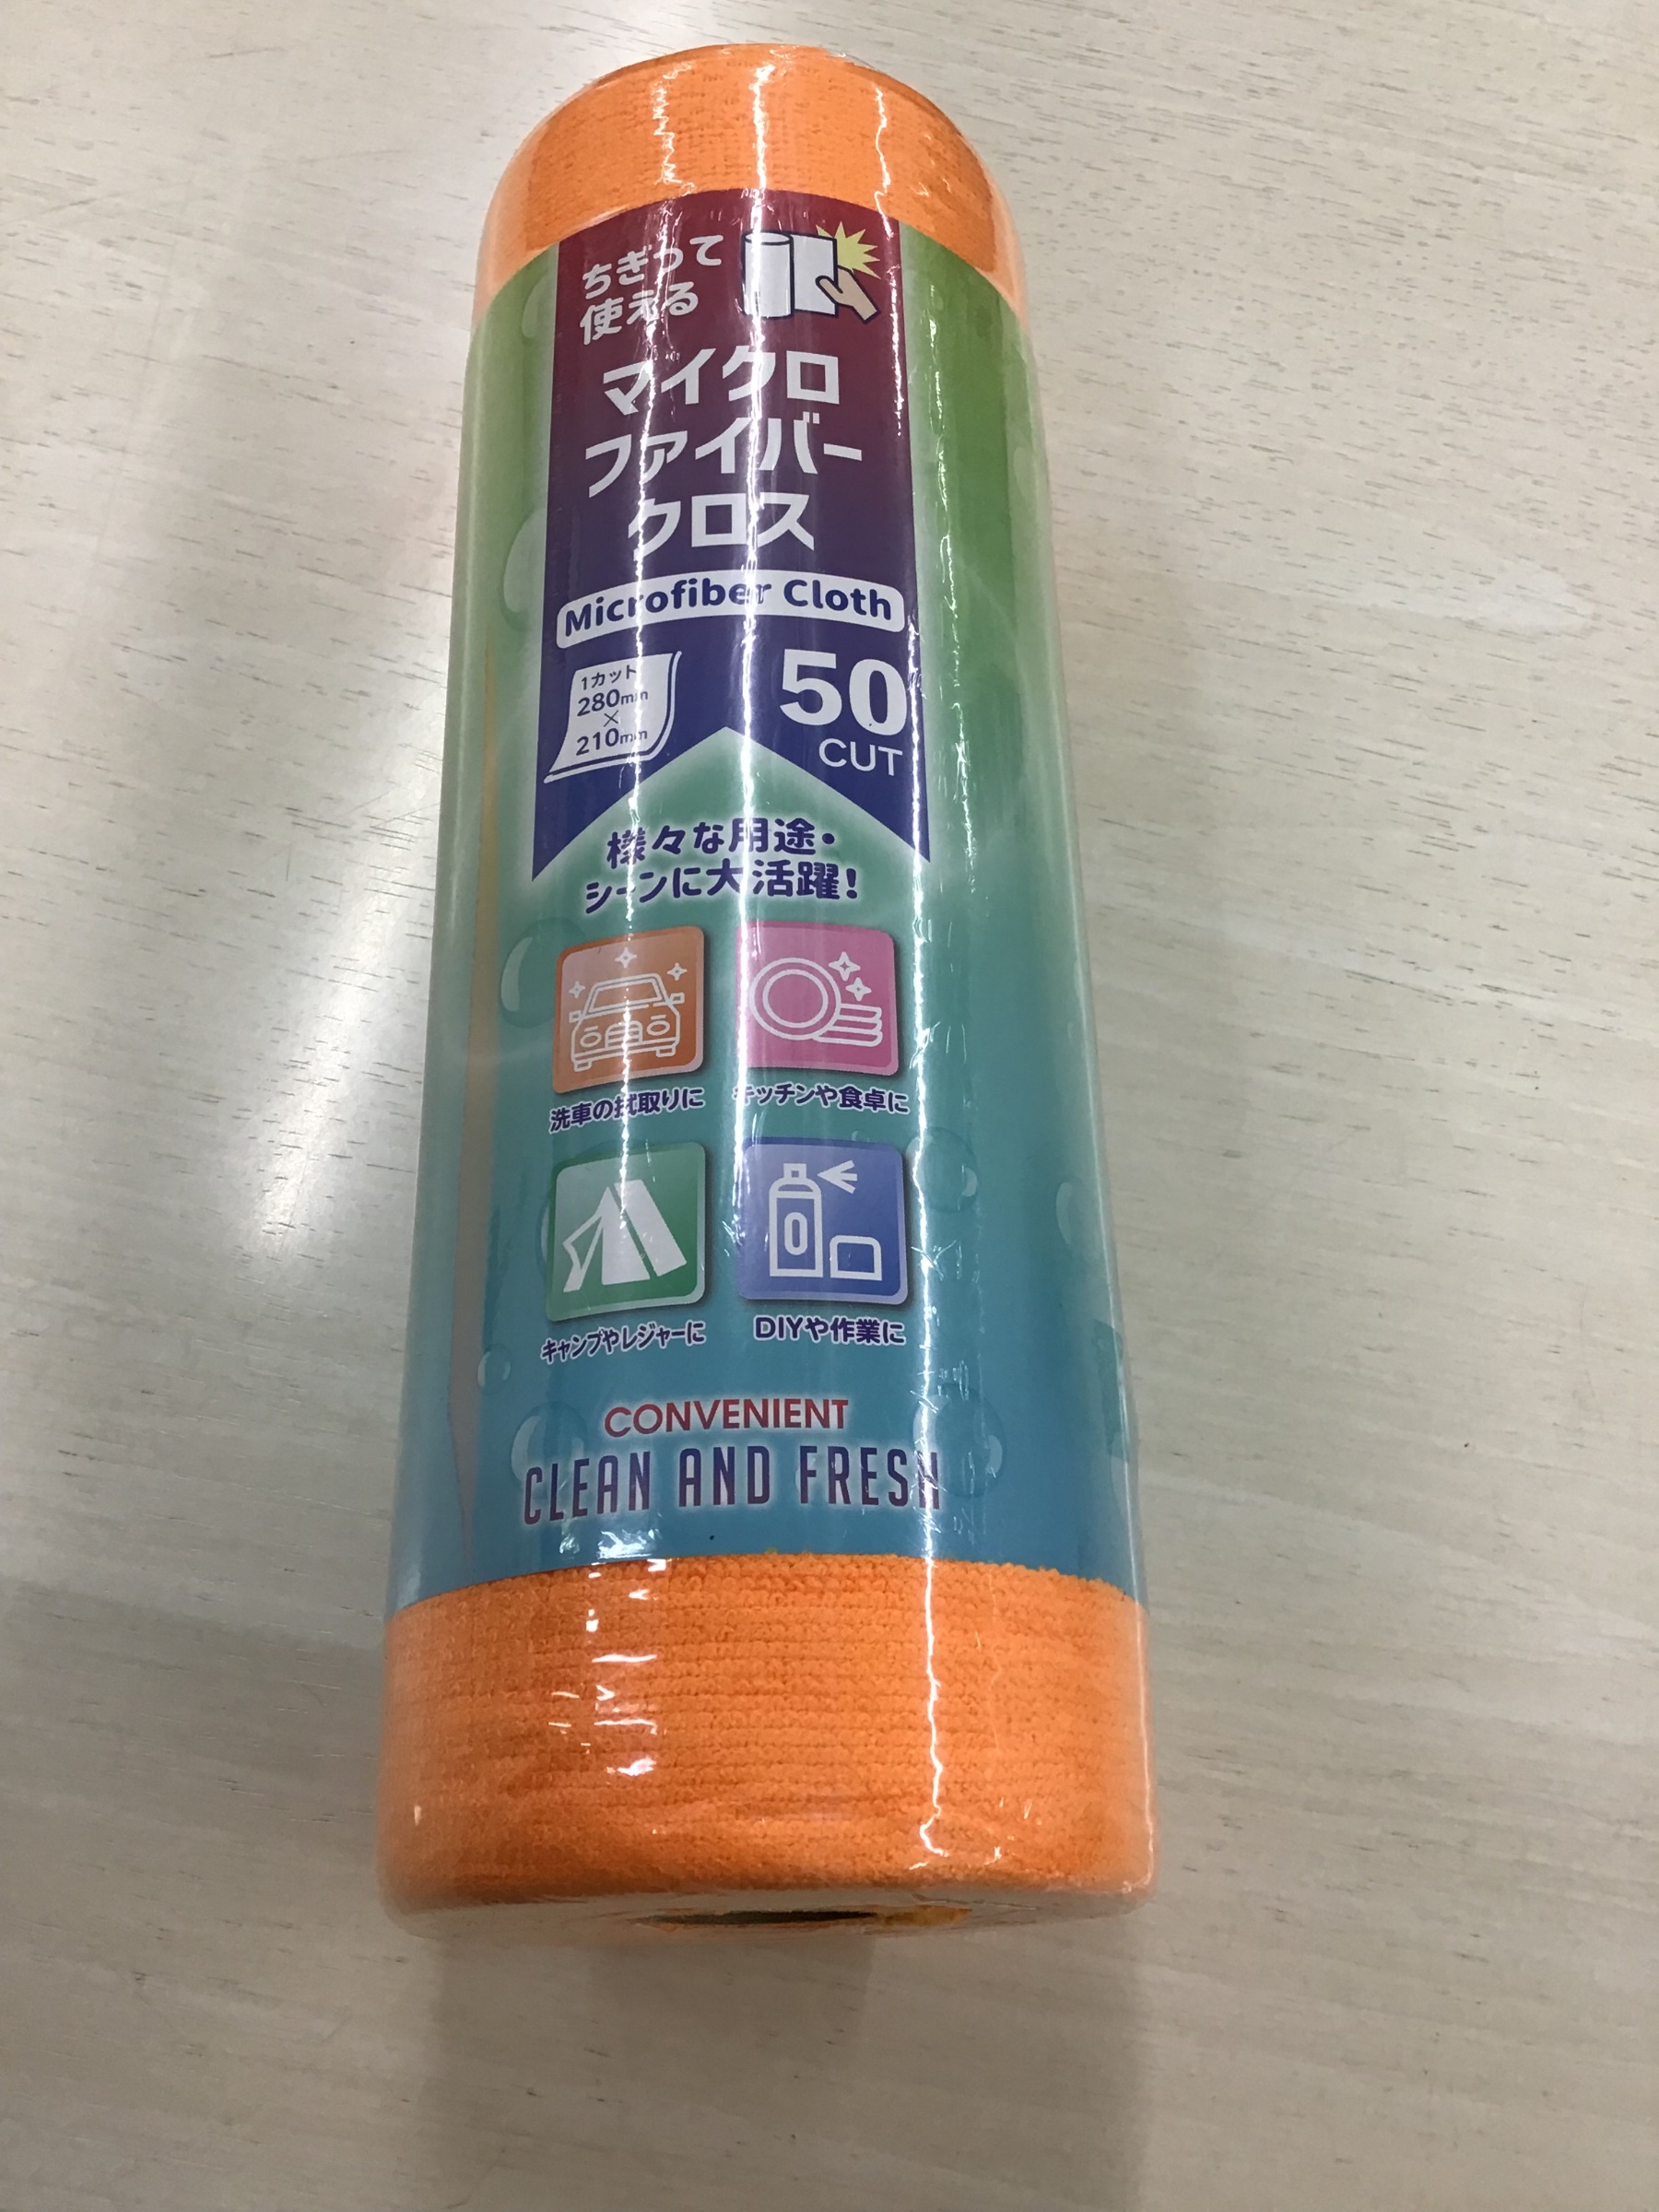 ちぎって
使える
マイクロ
ファイバー
クロス
Microfiber Cloth
1カット
280mm
×
210mm
50
CUT
様々な用途・
シーンに大活躍!
洗車の拭取りに
キッチンや食卓に
キャンプやレジャーに
DIYや作業に
CONVENIENT
CLEAN AND FRESH